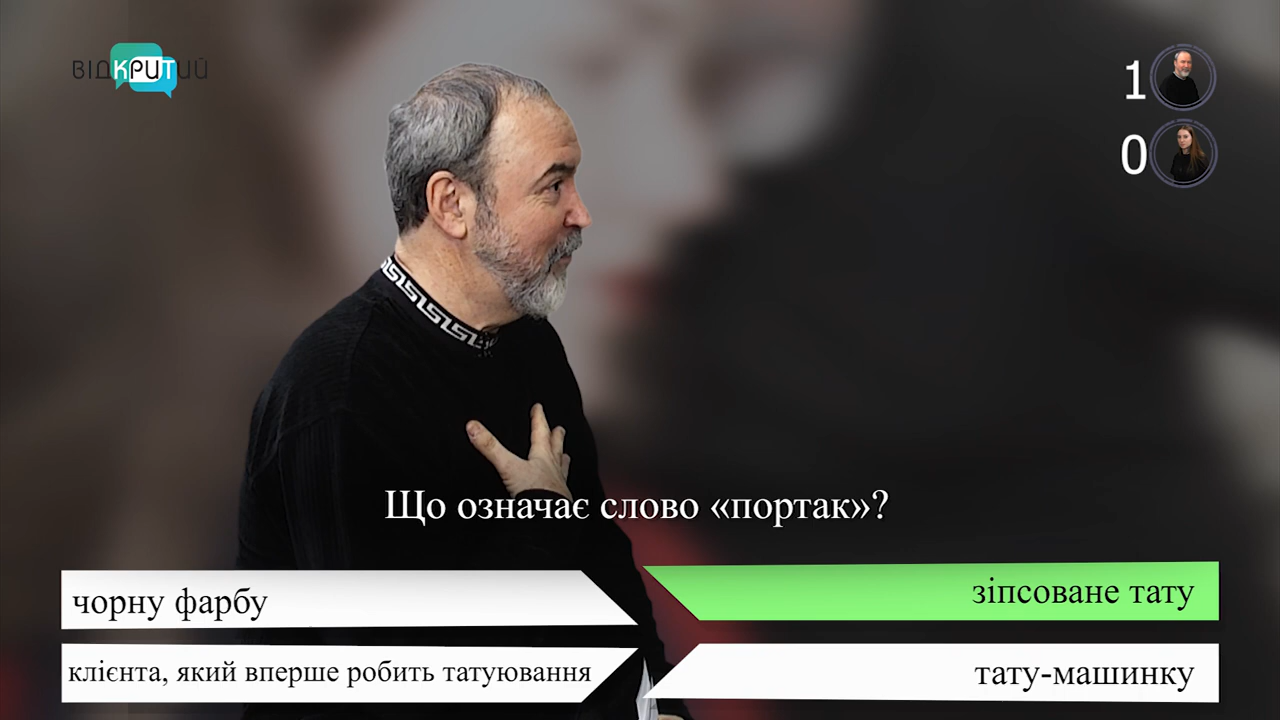 ВІДКРИТИЙ
1
0
Що означає слово «портак»?
чорну фарбу
зіпсоване тату
клієнта, який вперше робить татуювання
тату-машинку